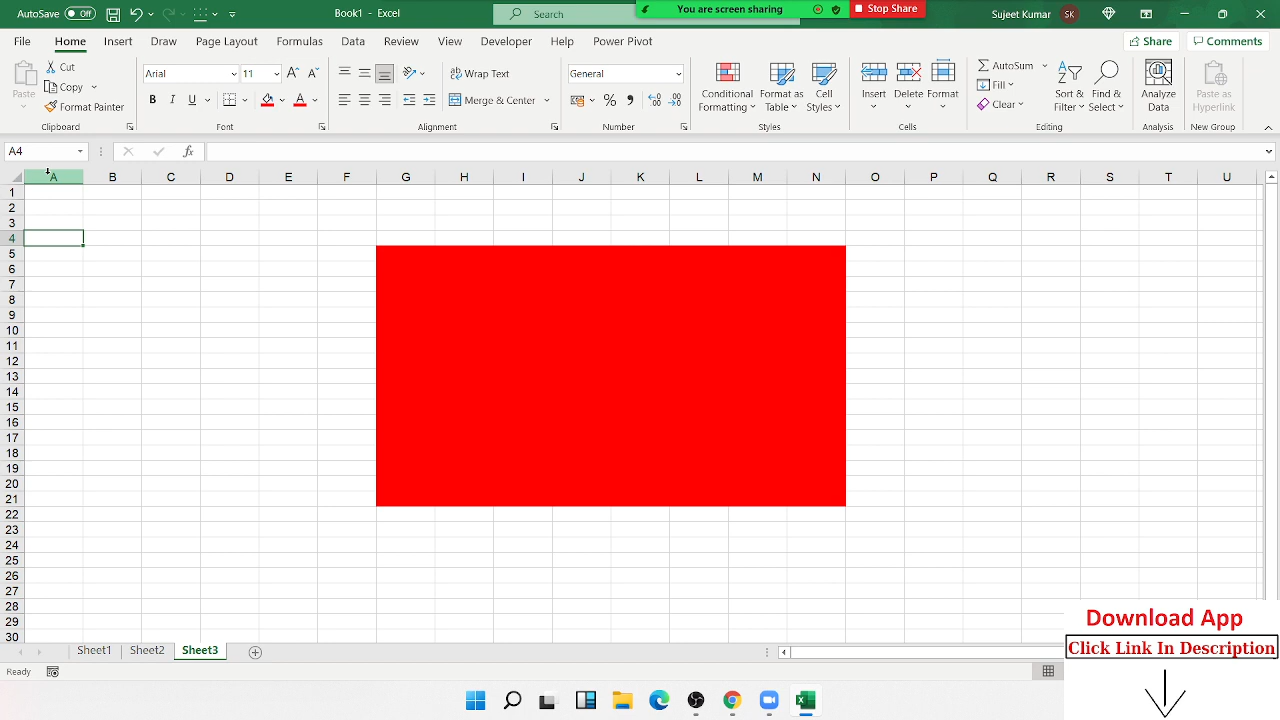 AutoSave Off Book1 - Excel Search You are screen sharing Stop Share Sujeet Kumar SK
File Home Insert Draw Page Layout Formulas Data Review View Developer Help Power Pivot Share Comments
Paste Cut Copy Format Painter Clipboard
Arial 11 B I U A Font
ab Wrap Text Merge & Center Alignment
General % , Number
Conditional Formatting Format as Table Cell Styles Styles
Insert Delete Format Cells
AutoSum Fill Clear Sort & Filter Find & Select Editing
Analyze Data Analysis
Paste as Hyperlink New Group
A4 fx
A B C D E F G H I J K L M N O P Q R S T U
1
2
3
4
5
6
7
8
9
10
11
12
13
14
15
16
17
18
19
20
21
22
23
24
25
26
27
28
29
30
Download App
Click Link In Description
Sheet1 Sheet2 Sheet3
Ready